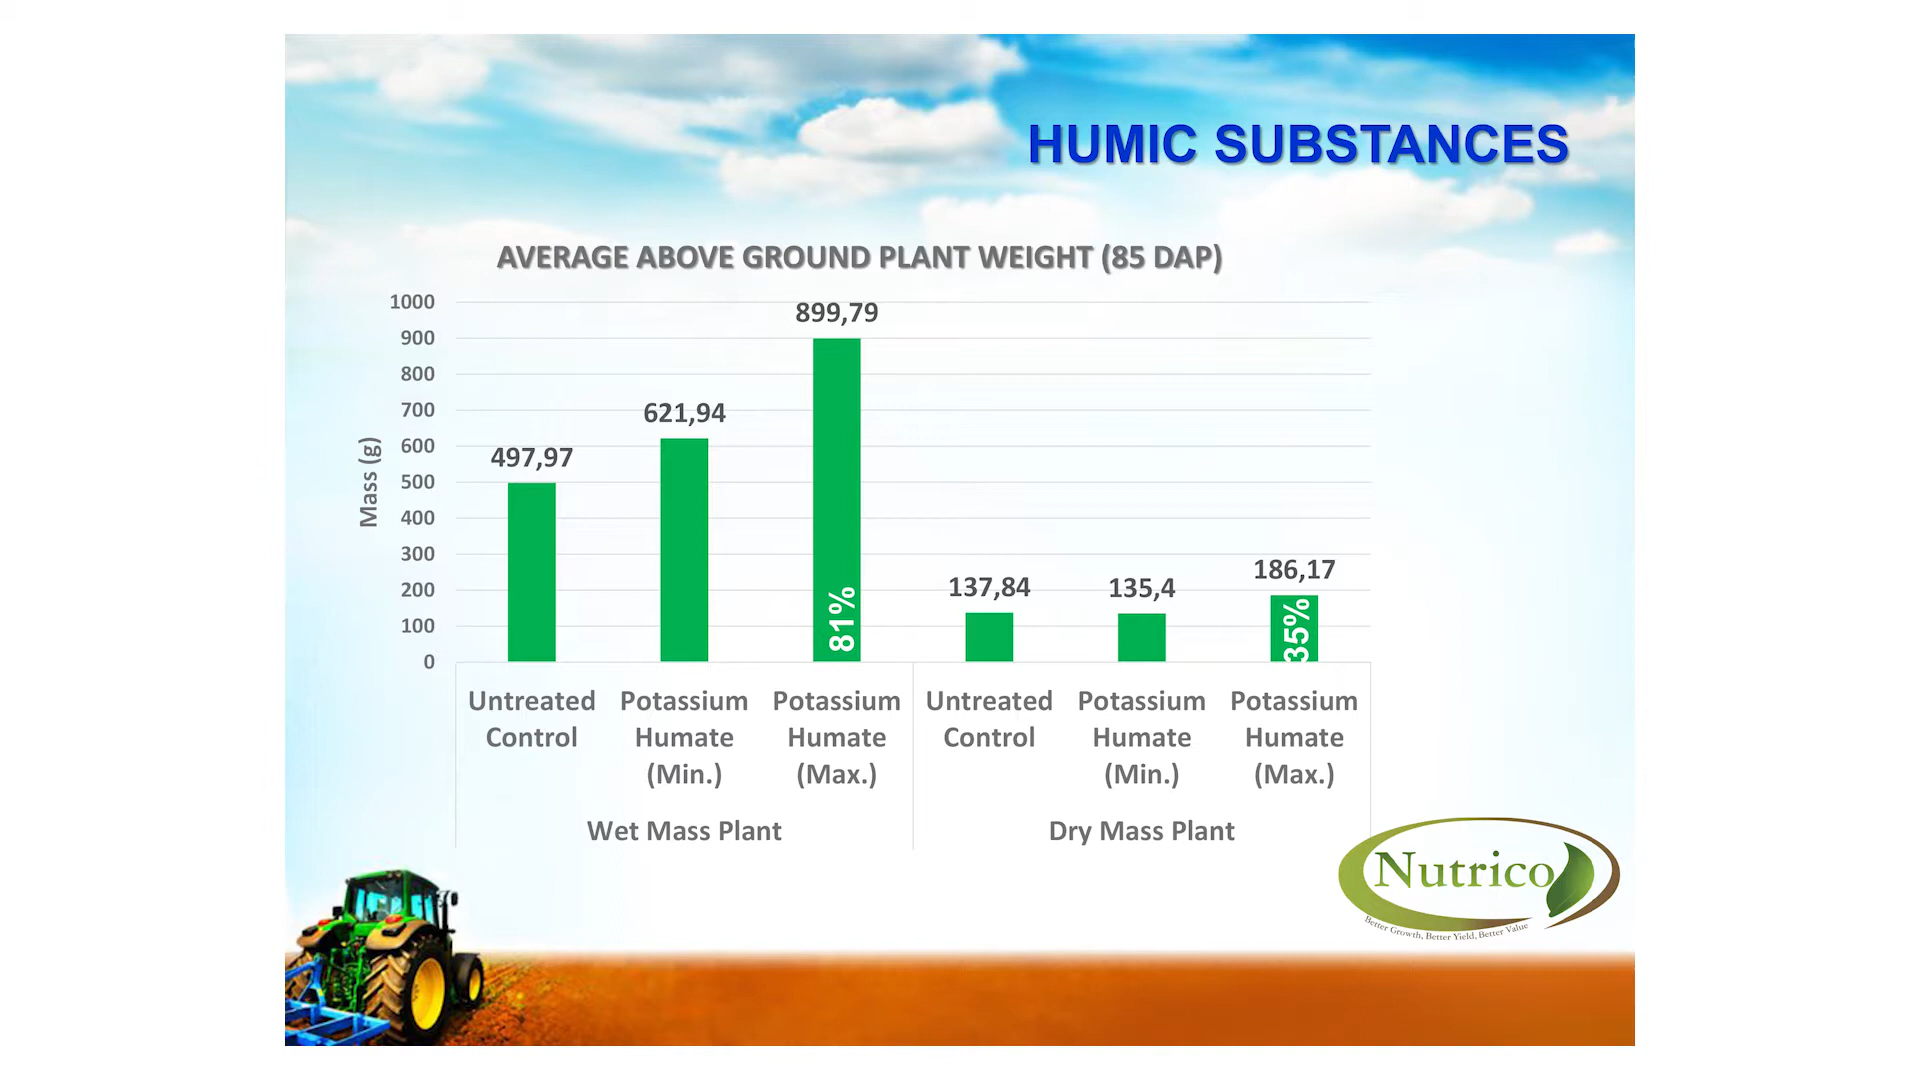 HUMIC SUBSTANCES
AVERAGE ABOVE GROUND PLANT WEIGHT (85 DAP)
Mass (g)
1000
900
800
700
600
500
400
300
200
100
0
497,97
621,94
899,79
81%
137,84
135,4
186,17
35%
Untreated Control
Potassium Humate (Min.)
Potassium Humate (Max.)
Untreated Control
Potassium Humate (Min.)
Potassium Humate (Max.)
Wet Mass Plant
Dry Mass Plant
Nutrico
Better Growth, Better Yield, Better Value